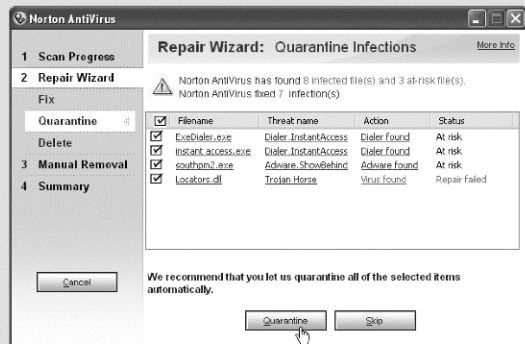 Norton AntiVirus
1 Scan Progress
2 Repair Wizard
Fix
Quarantine
Delete
3 Manual Removal
4 Summary
Cancel
Repair Wizard: Quarantine Infections
More Info
Norton AntiVirus has found 8 infected file(s) and 3 at-risk file(s).
Norton AntiVirus fixed 7 infection(s).
Filename Threat name Action Status
ExeDialer.exe Dialer.InstantAccess Dialer found At risk
instant access.exe Dialer.InstantAccess Dialer found At risk
southpm2.exe Adware.ShowBehind Adware found At risk
Locators.dl Trojan Horse Virus found Repair failed
We recommend that you let us quarantine all of the selected items
automatically.
Quarantine Skip